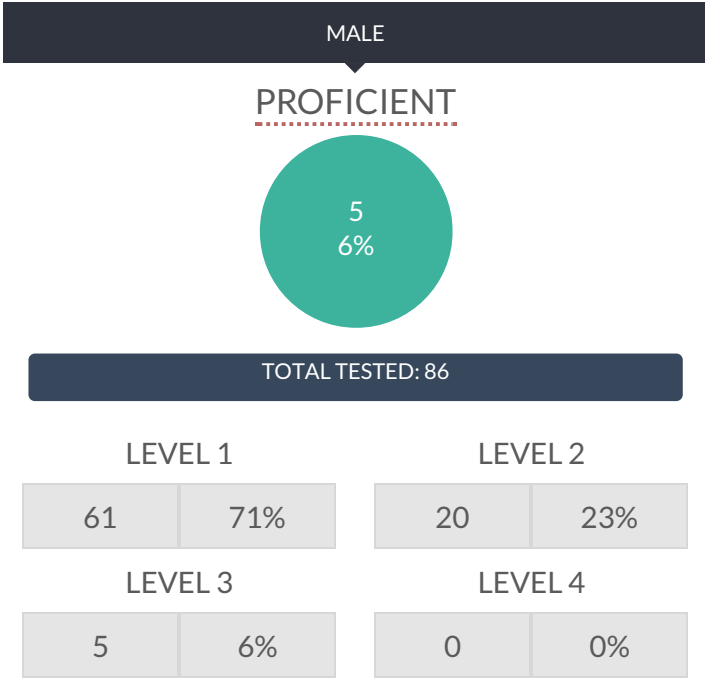 MALE
PROFICIENT
5
6%
TOTAL TESTED: 86
LEVEL 1
61 71%
LEVEL 2
20 23%
LEVEL 3
5 6%
LEVEL 4
0 0%